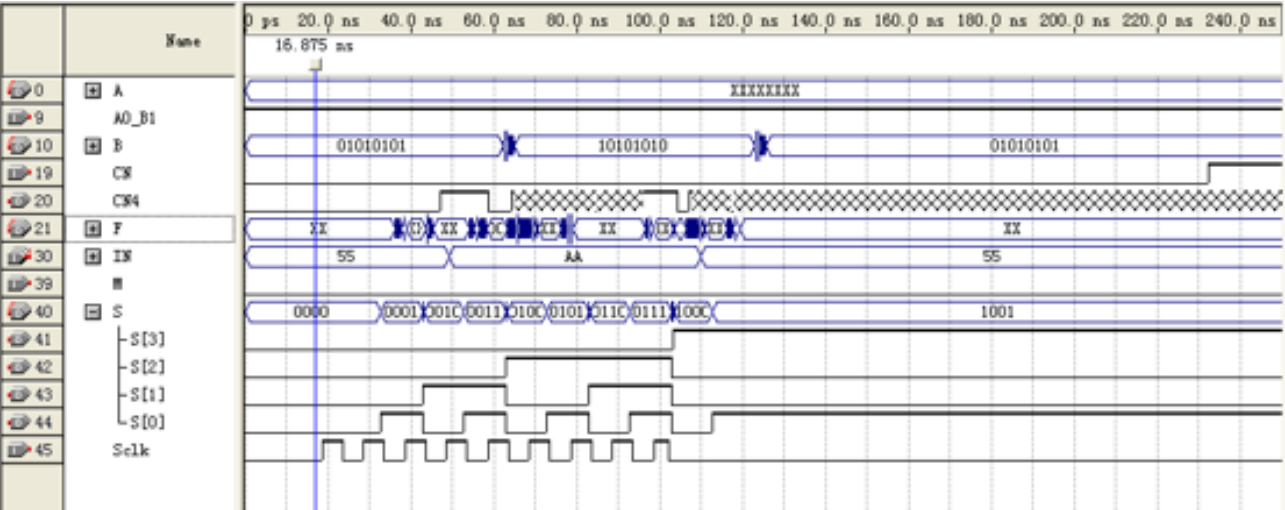 0 ps 20.0 ns 40.0 ns 60.0 ns 80.0 ns 100.0 ns 120.0 ns 140.0 ns 160.0 ns 180.0 ns 200.0 ns 220.0 ns 240.0 ns
Name
16.875 ns
0 A XXXXXXXX
9 A0_B1
10 B 01010101 10101010 01010101
19 CN
20 CN4
21 F XX XX XX XX
30 IN 55 AA 55
39 M
40 S 0000 0001 0010 0011 0100 0101 0110 0111 1000 1001
41 S[3]
42 S[2]
43 S[1]
44 S[0]
45 Sclk